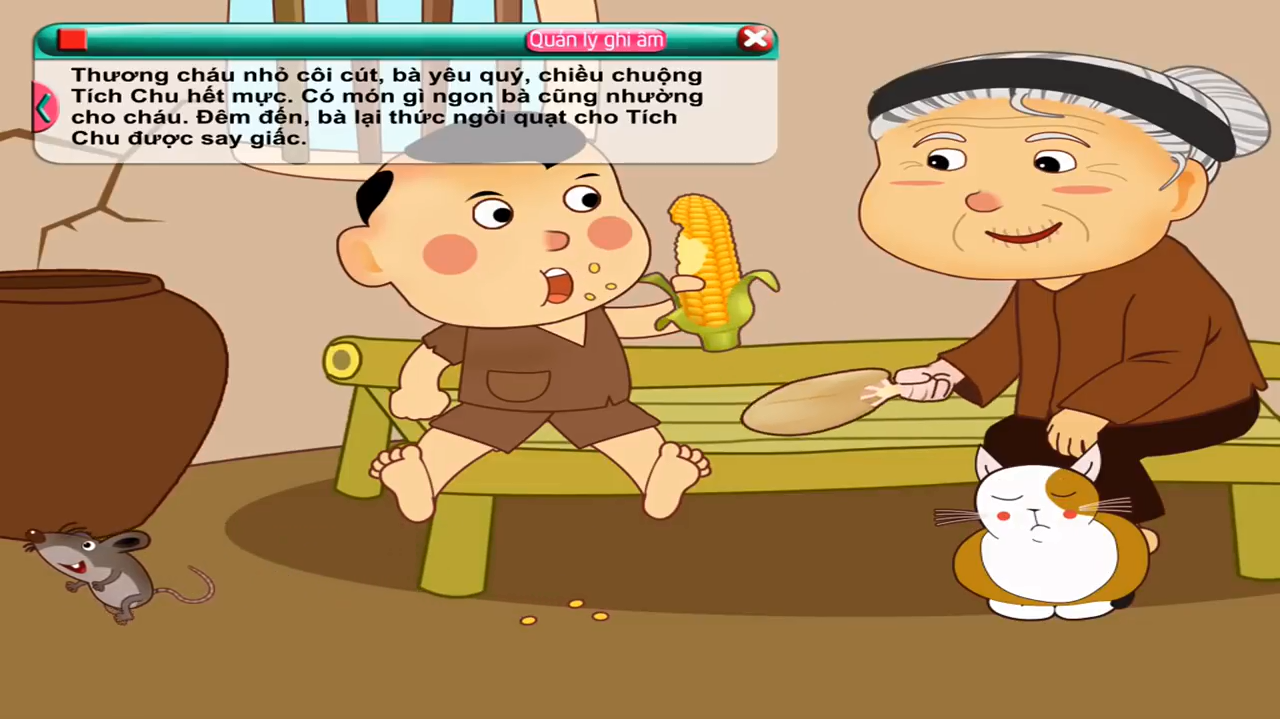 Quản lý ghi âm
Thương cháu nhỏ côi cút, bà yêu quý, chiều chuộng
Tích Chu hết mực. Có món gì ngon bà cũng nhường
cho cháu. Đêm đến, bà lại thức ngồi quạt cho Tích
Chu được say giấc.